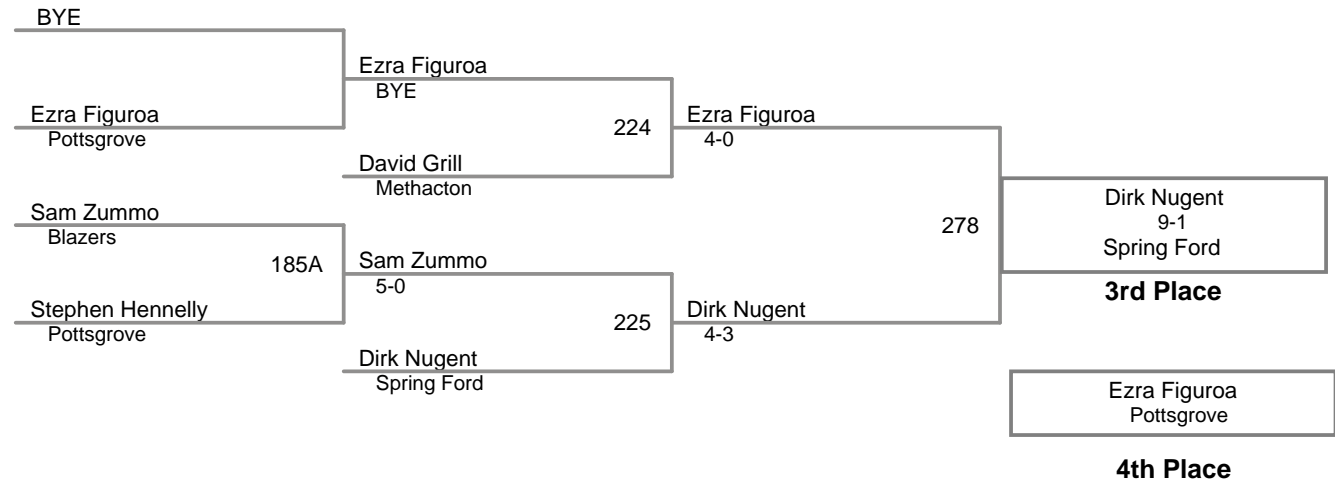 BYE
Ezra Figuroa
BYE
Ezra Figuroa
Pottsgrove
224
Ezra Figuroa
4-0
David Grill
Methacton
Sam Zummo
Blazers
185A
Sam Zummo
5-0
Stephen Hennelly
Pottsgrove
225
Dirk Nugent
4-3
Dirk Nugent
Spring Ford
278
Dirk Nugent
9-1
Spring Ford
3rd Place
Ezra Figuroa
Pottsgrove
4th Place